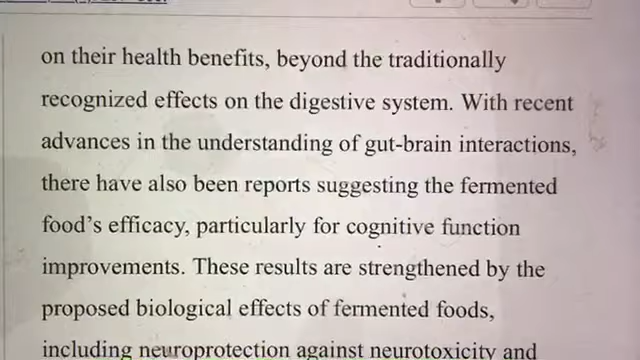 on their health benefits, beyond the traditionally
recognized effects on the digestive system. With recent
advances in the understanding of gut-brain interactions,
there have also been reports suggesting the fermented
food’s efficacy, particularly for cognitive function
improvements. These results are strengthened by the
proposed biological effects of fermented foods,
including neuroprotection against neurotoxicity and